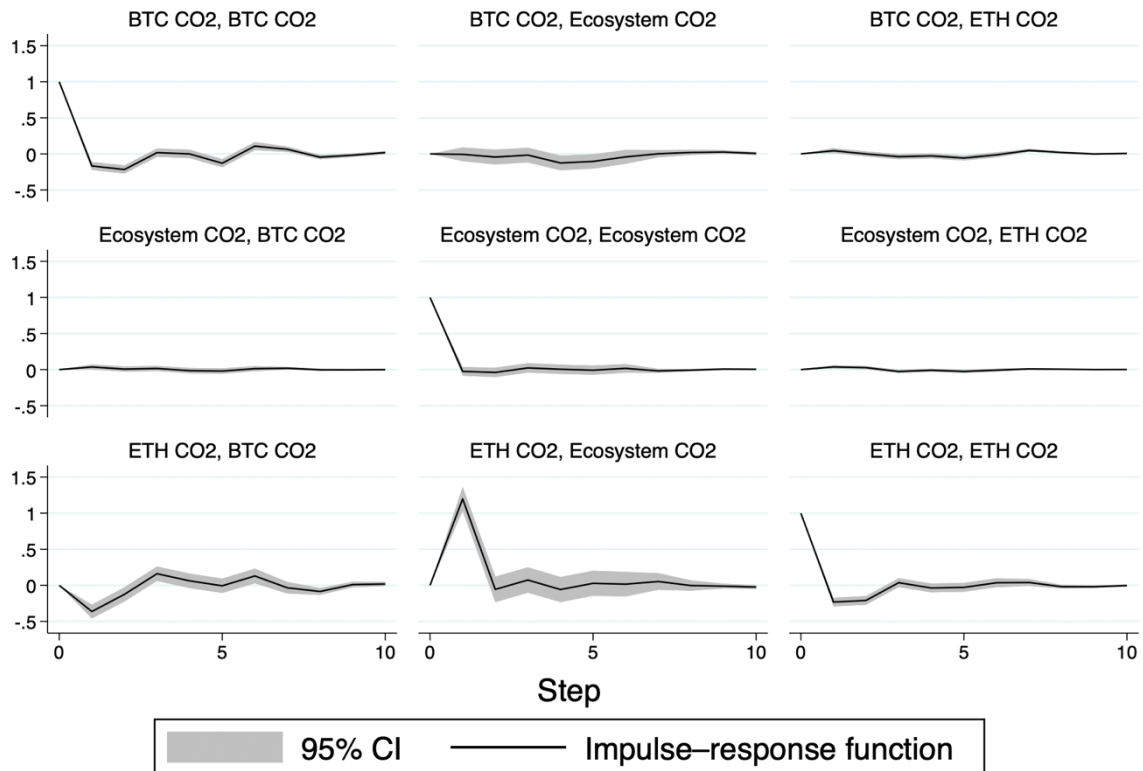 BTC CO2, BTC CO2 BTC CO2, Ecosystem CO2 BTC CO2, ETH CO2
1.5
1
.5
0
-.5
Ecosystem CO2, BTC CO2 Ecosystem CO2, Ecosystem CO2 Ecosystem CO2, ETH CO2
1.5
1
.5
0
-.5
ETH CO2, BTC CO2 ETH CO2, Ecosystem CO2 ETH CO2, ETH CO2
1.5
1
.5
0
-.5
0 5 10 0 5 10 0 5 10
Step
95% CI Impulse–response function